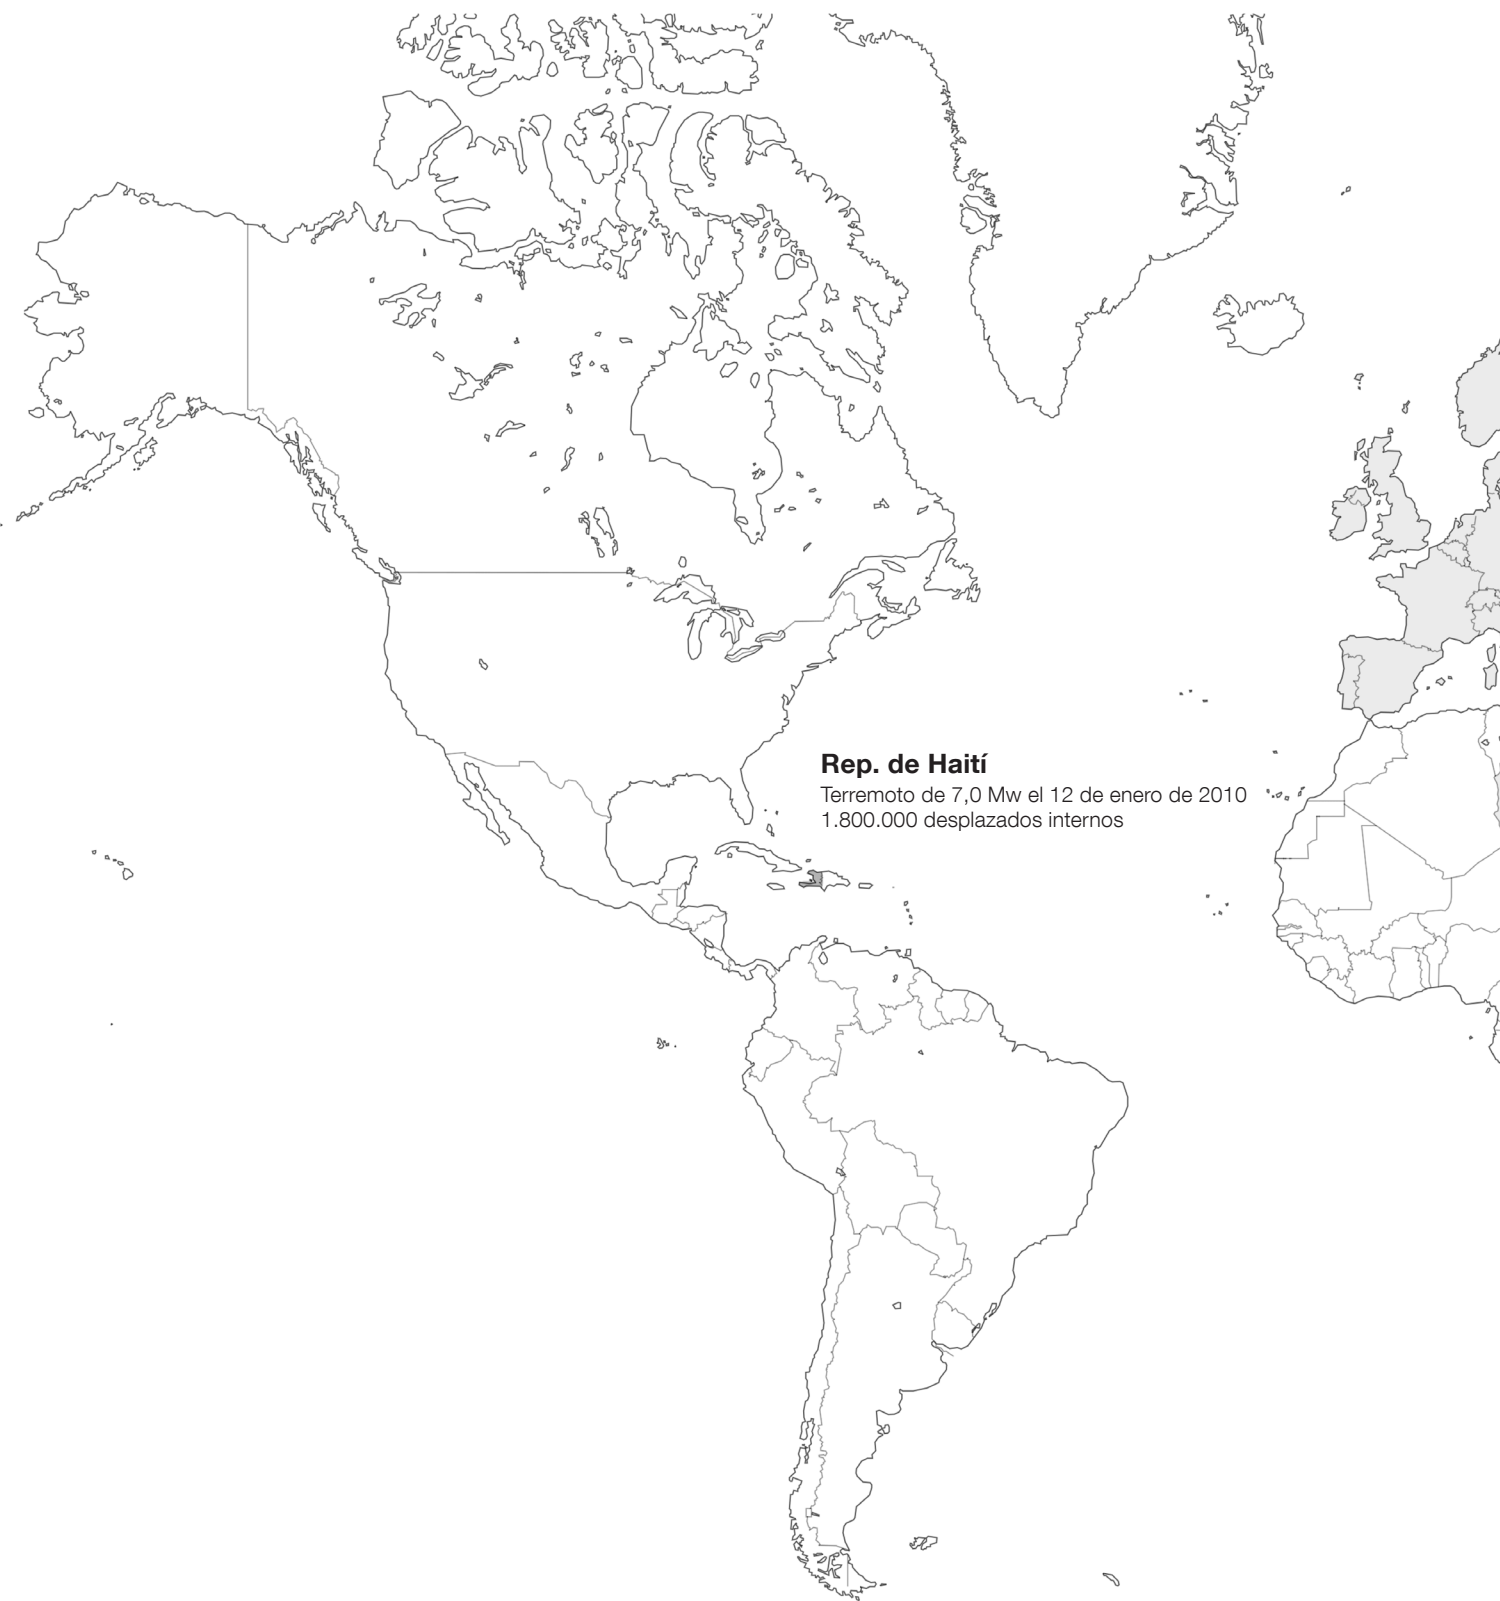 Rep. de Haití
Terremoto de 7,0 Mw el 12 de enero de 2010
1.800.000 desplazados internos